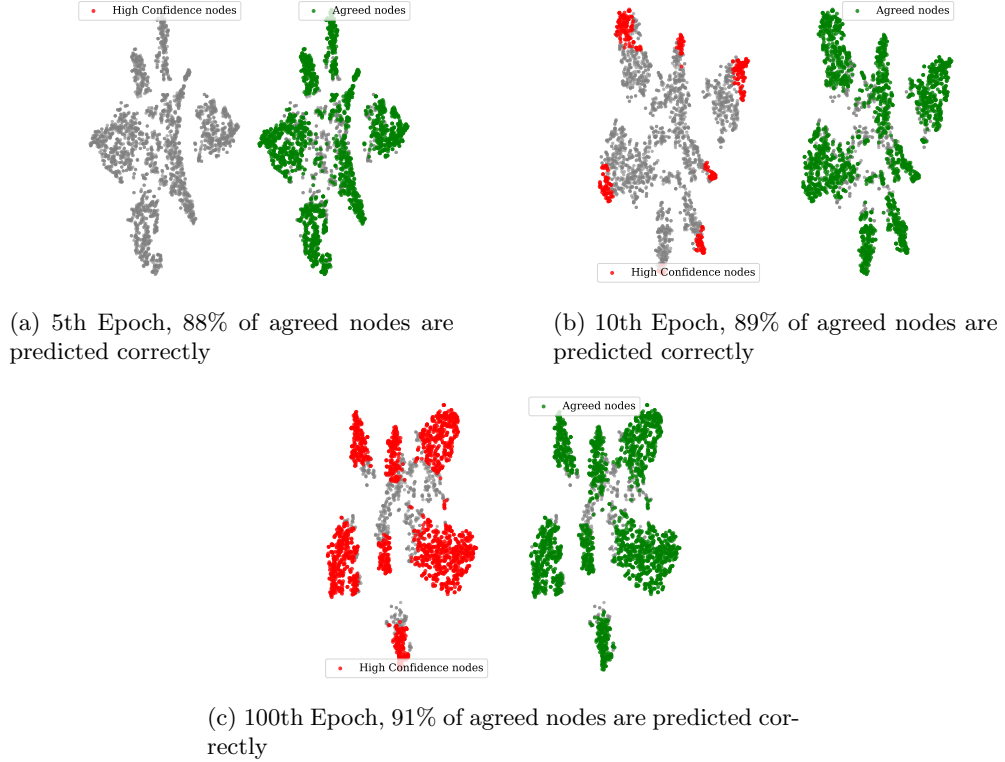 High Confidence nodes
Agreed nodes
Agreed nodes
High Confidence nodes
(a) 5th Epoch, 88% of agreed nodes are
predicted correctly
(b) 10th Epoch, 89% of agreed nodes are
predicted correctly
Agreed nodes
High Confidence nodes
(c) 100th Epoch, 91% of agreed nodes are predicted cor-
rectly